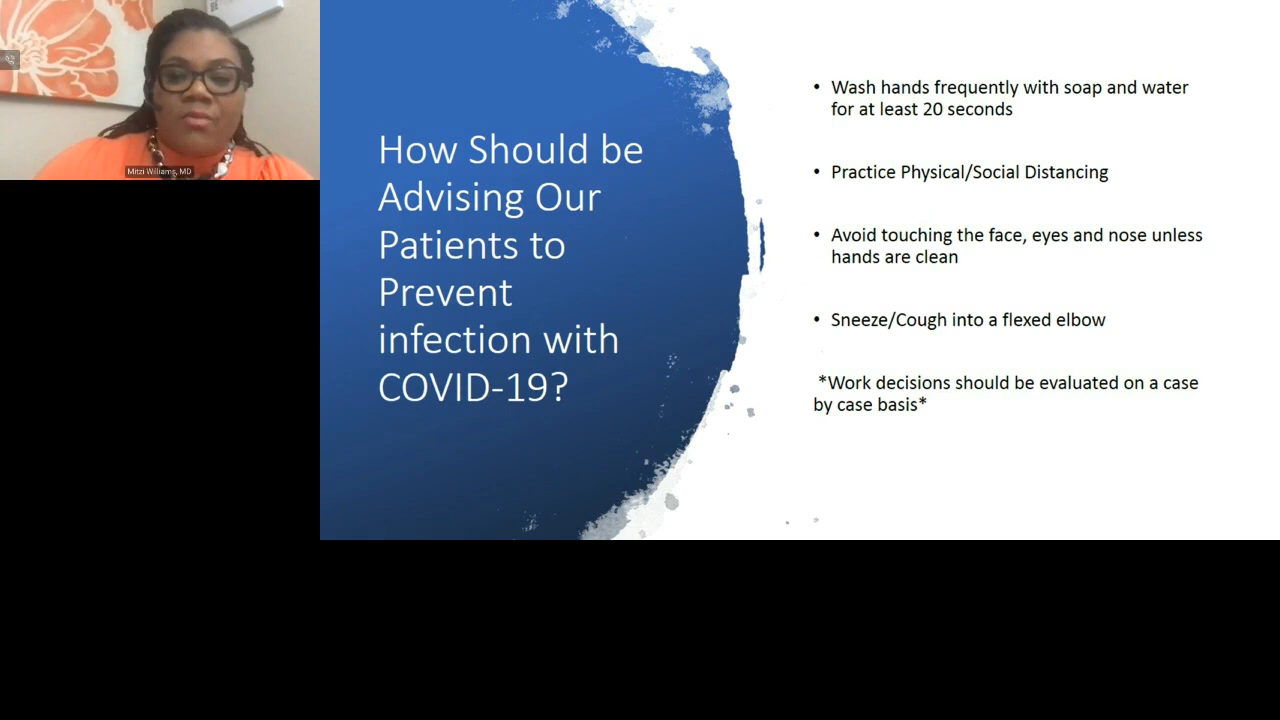 BE
Mitzi Williams, MD
How Should be
Advising Our
Patients to
Prevent
infection with
COVID-19?
• Wash hands frequently with soap and water
for at least 20 seconds
• Practice Physical/Social Distancing
• Avoid touching the face, eyes and nose unless
hands are clean
• Sneeze/Cough into a flexed elbow
*Work decisions should be evaluated on a case
by case basis*